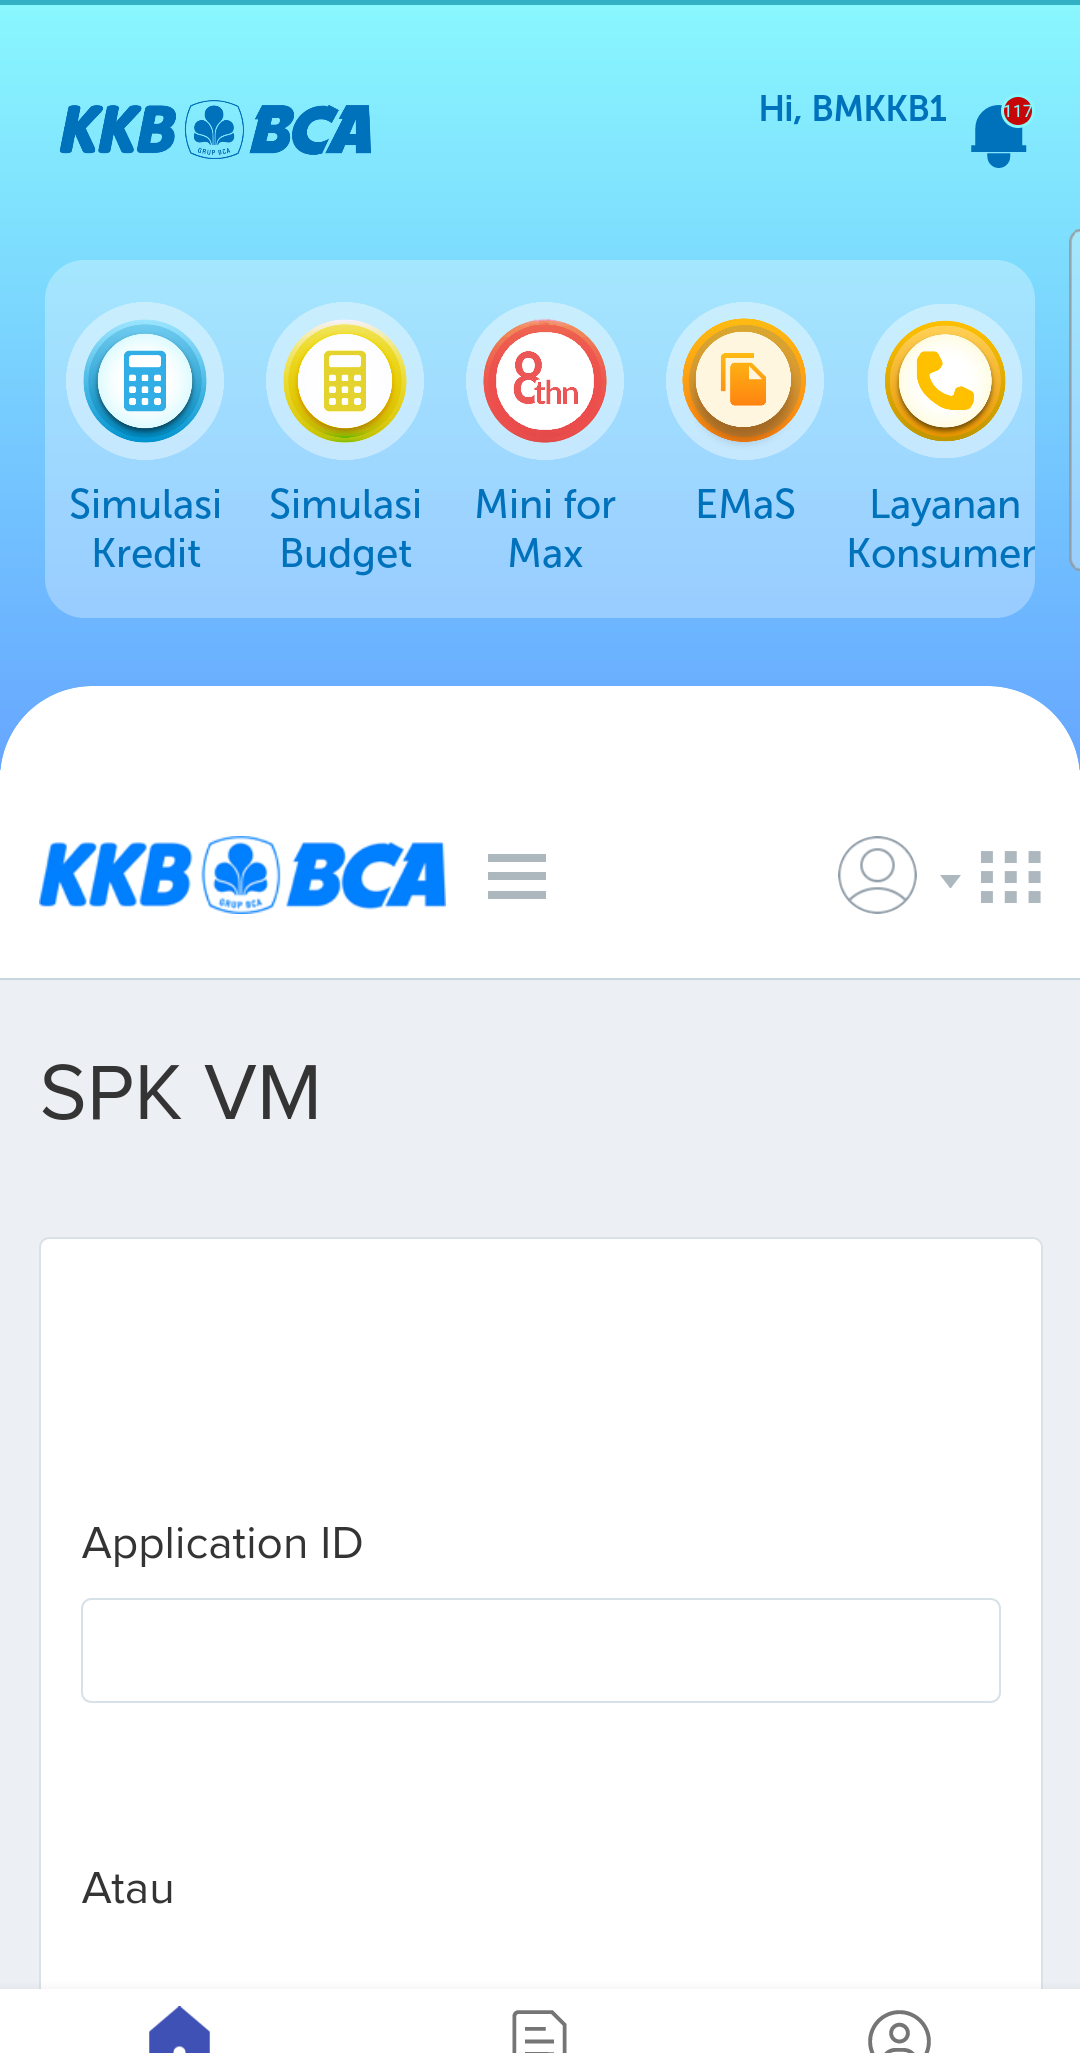 KKB GRUP BCA BCA
Hi, BMKKB1
117
8thn
Simulasi
Kredit
Simulasi
Budget
Mini for
Max
EMaS
Layanan
Konsumen
KKB GRUP BCA BCA
SPK VM
Application ID
Atau